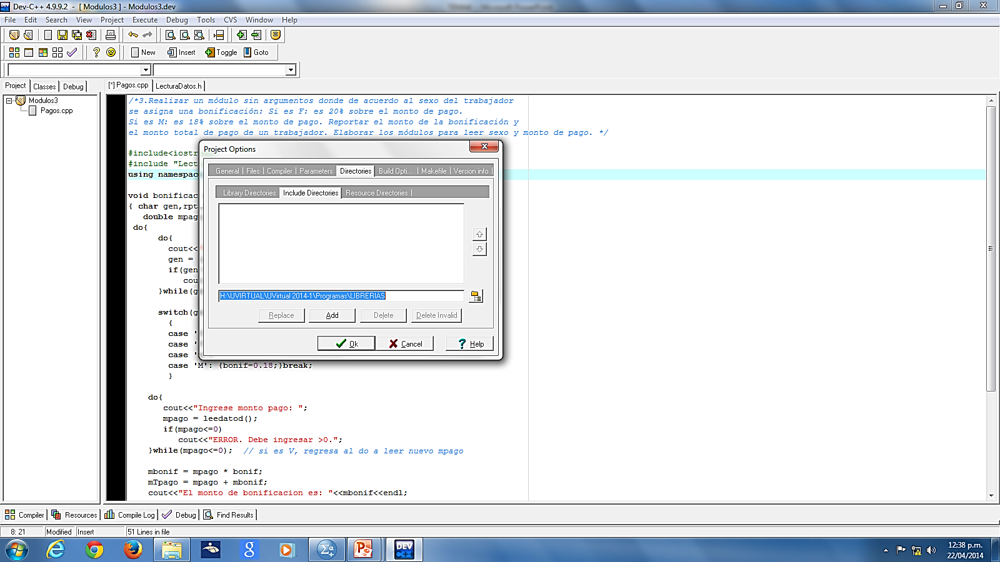 Dev-C++ 4.9.9.2 - [ Modulos3 ] - Modulos3.dev
File Edit Search View Project Execute Debug Tools CVS Window Help
New Insert Toggle Goto
Project Classes Debug
[*] Pagos.cpp LecturaDatos.h
Modulos3
Pagos.cpp
/*3.Realizar un módulo sin argumentos donde de acuerdo al sexo del trabajador
se asigna una bonificación: Si es F: es 20% sobre el monto de pago.
Si es M: es 18% sobre el monto de pago. Reportar el monto de la bonificación y
el monto total de pago de un trabajador. Elaborar los módulos para leer sexo y monto de pago. */
#include<iostr
#include "Lect
using namespac
void bonificac
{ char gen,rpt
double mpag
do{
do{
cout<<
gen =
if(gen
cou
}while(g
switch(g
{
case '
case '
case '
case 'M': {bonif=0.18;}break;
}
do{
cout<<"Ingrese monto pago: ";
mpago = leedatod();
if(mpago<=0)
cout<<"ERROR. Debe ingresar >0.";
}while(mpago<=0); // si es V, regresa al do a leer nuevo mpago
mbonif = mpago * bonif;
mTpago = mpago + mbonif;
cout<<"El monto de bonificacion es: "<<mbonif<<endl;
Project Options
General Files Compiler Parameters Directories Build Opti... Makefile Version info
Library Directories Include Directories Resource Directories
H:\UVIRTUAL\UVirtual 2014-1\Programas\LIBRERIAS
Replace Add Delete Delete Invalid
Ok Cancel Help
Compiler Resources Compile Log Debug Find Results
8: 21 Modified Insert 51 Lines in file
DEV C++
12:38 p.m.
22/04/2014